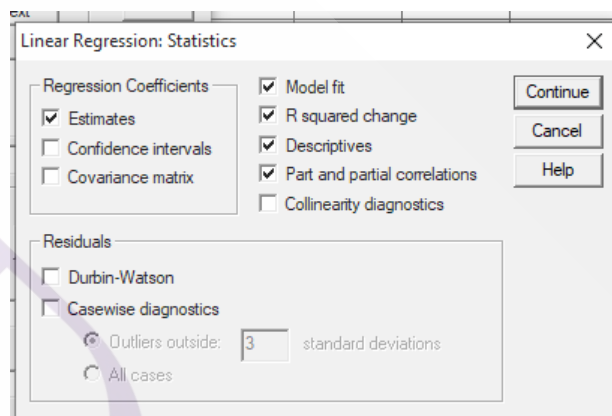 ext
Linear Regression: Statistics
Regression Coefficients
Estimates
Confidence intervals
Covariance matrix
Model fit
R squared change
Descriptives
Part and partial correlations
Collinearity diagnostics
Continue
Cancel
Help
Residuals
Durbin-Watson
Casewise diagnostics
Outliers outside: 3 standard deviations
All cases